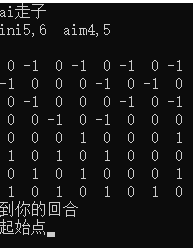 ai走子
ini5,6  aim4,5
0 -1 0 -1 0 -1 0 -1
-1 0 0 0 -1 0 -1 0
0 0 0 0 0 -1 0 -1
0 0 -1 0 -1 0 0 0
0 0 0 1 0 0 0 1
1 0 1 0 0 0 1 0
0 1 0 1 0 1 0 1
1 0 1 0 1 0 1 0
到你的回合
起始点